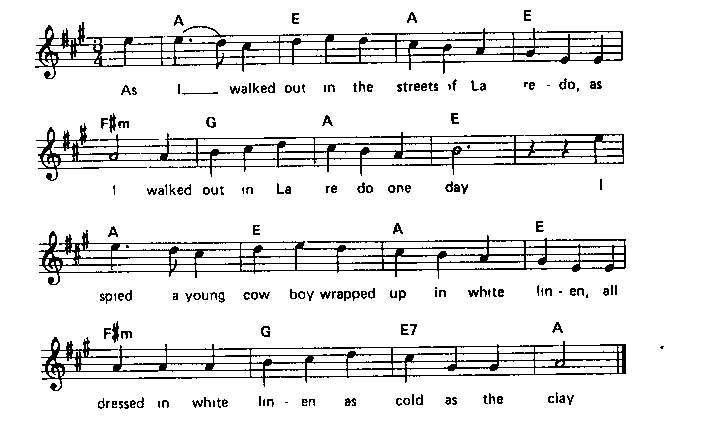 A E A E
As I walked out in the streets of La re - do, as
F#m G A E
I walked out in La re do one day I
A E A E
spied a young cow boy wrapped up in white lin - en, all
F#m G E7 A
dressed in white lin - en as cold as the clay